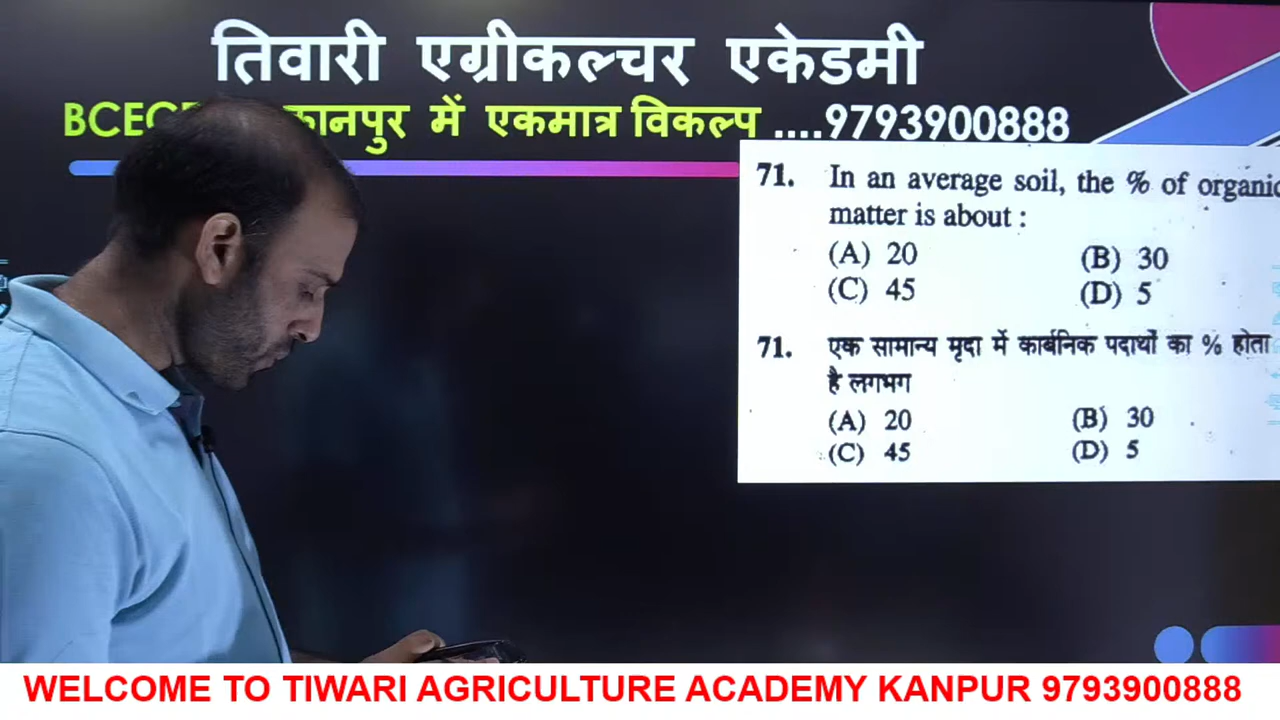 तिवारी एग्रीकल्चर एकेडमी
कानपुर में एकमात्र विकल्प ....9793900888
71. In an average soil, the % of organic
matter is about :
(A) 20 (B) 30
(C) 45 (D) 5
71. एक सामान्य मृदा में कार्बनिक पदार्थों का % होता
है लगभग
(A) 20 (B) 30
(C) 45 (D) 5
WELCOME TO TIWARI AGRICULTURE ACADEMY KANPUR 9793900888